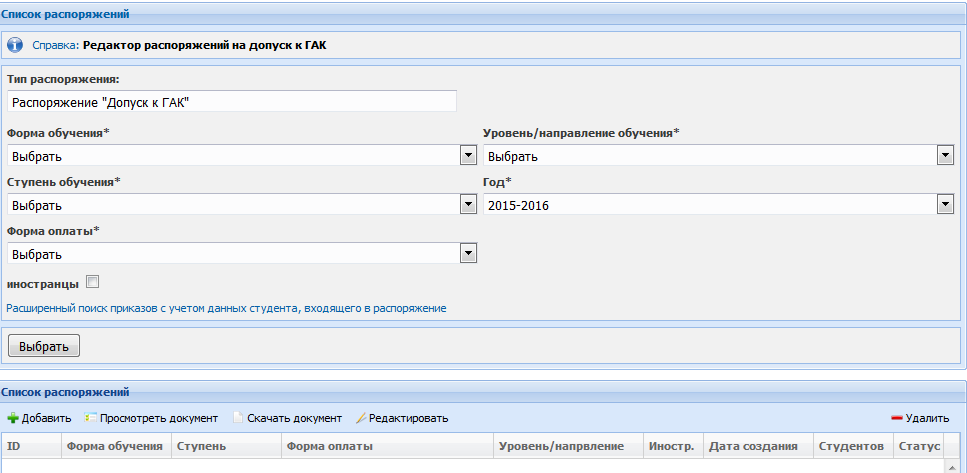 Список распоряжений
Справка: Редактор распоряжений на допуск к ГАК
Тип распоряжения:
Распоряжение "Допуск к ГАК"
Форма обучения* Уровень/направление обучения*
Выбрать Выбрать
Ступень обучения* Год*
Выбрать 2015-2016
Форма оплаты*
Выбрать
иностранцы
Расширенный поиск приказов с учетом данных студента, входящего в распоряжение
Выбрать
Список распоряжений
Добавить Просмотреть документ Скачать документ Редактировать Удалить
ID Форма обучения Ступень Форма оплаты Уровень/напрвление Иностр. Дата создания Студентов Статус